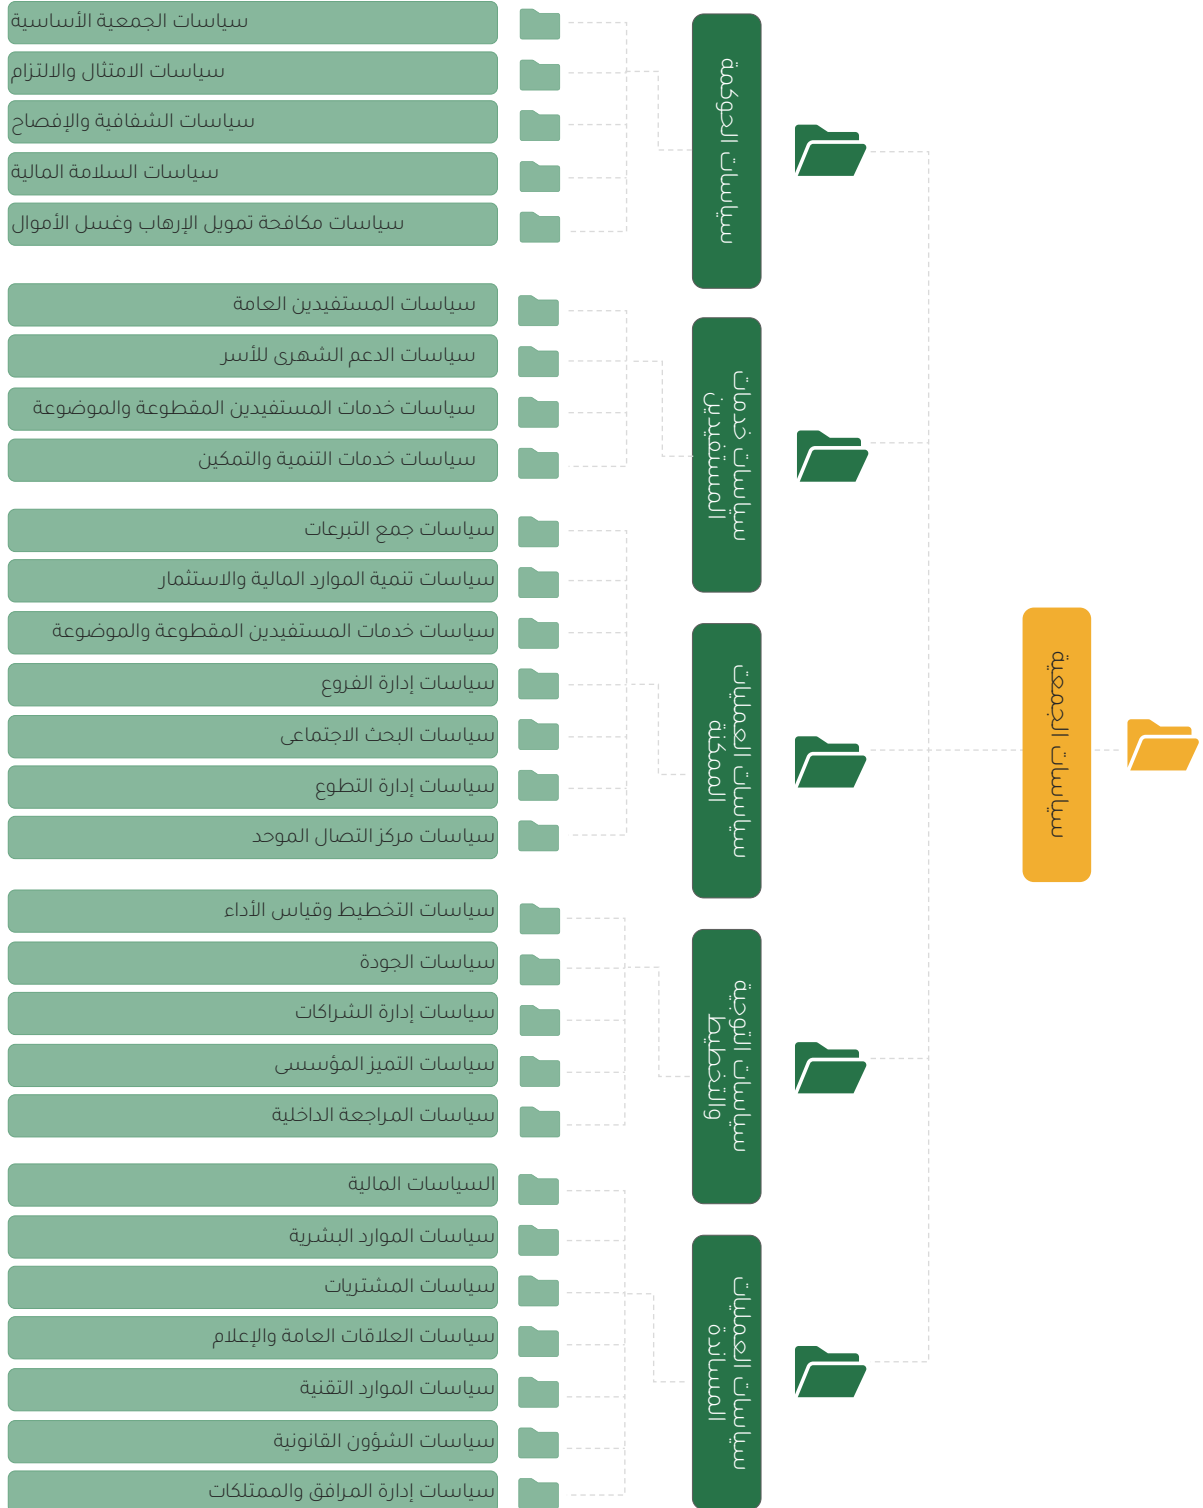 سياسات الجمعية
سياسات الحوكمة
سياسات الجمعية الأساسية
سياسات الامتثال والالتزام
سياسات الشفافية والإفصاح
سياسات السلامة المالية
سياسات مكافحة تمويل الإرهاب وغسل الأموال
سياسات خدمات
المستفيدين
سياسات المستفيدين العامة
سياسات الدعم الشهري للأسر
سياسات خدمات المستفيدين المقطوعة والموضوعة
سياسات خدمات التنمية والتمكين
سياسات العمليات
الممكنة
سياسات جمع التبرعات
سياسات تنمية الموارد المالية والاستثمار
سياسات خدمات المستفيدين المقطوعة والموضوعة
سياسات إدارة الفروع
سياسات البحث الاجتماعى
سياسات إدارة التطوع
سياسات مركز التصال الموحد
سياسات التوجية
والتخطيط
سياسات التخطيط وقياس الأداء
سياسات الجودة
سياسات إدارة الشراكات
سياسات التميز المؤسسى
سياسات المراجعة الداخلية
سياسات العمليات
المساندة
السياسات المالية
سياسات الموارد البشرية
سياسات المشتريات
سياسات العلاقات العامة والإعلام
سياسات الموارد التقنية
سياسات الشؤون القانونية
سياسات إدارة المرافق والممتلكات